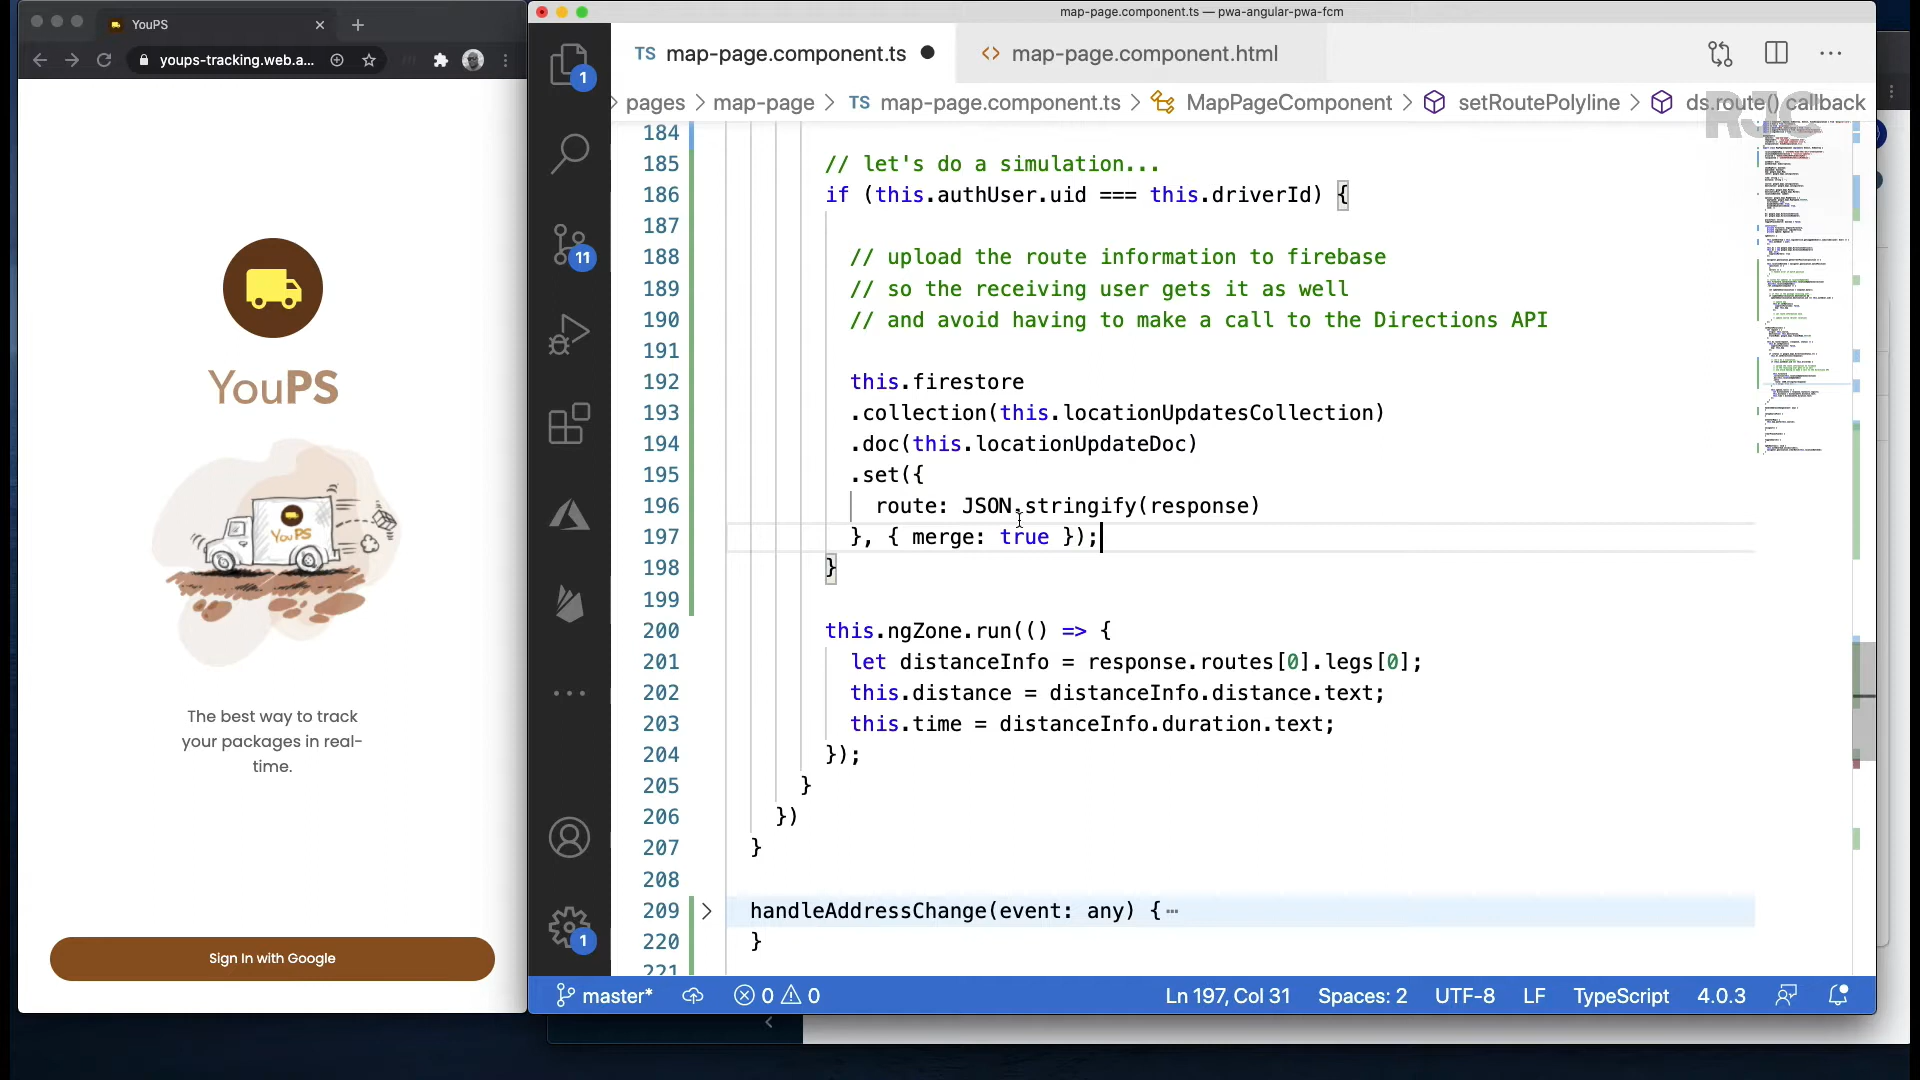 YouPS
youps-tracking.web.a...
YouPS
YouPS
The best way to track
your packages in real-
time.
Sign In with Google
map-page.component.ts — pwa-angular-pwa-fcm
TS map-page.component.ts
<> map-page.component.html
pages > map-page > TS map-page.component.ts > MapPageComponent > setRoutePolyline > ds.route() callback
RJC
1
11
1
184
185 // let's do a simulation...
186 if (this.authUser.uid === this.driverId) {
187
188 // upload the route information to firebase
189 // so the receiving user gets it as well
190 // and avoid having to make a call to the Directions API
191
192 this.firestore
193 .collection(this.locationUpdatesCollection)
194 .doc(this.locationUpdateDoc)
195 .set({
196 route: JSON.stringify(response)
197 }, { merge: true });
198 }
199
200 this.ngZone.run(() => {
201 let distanceInfo = response.routes[0].legs[0];
202 this.distance = distanceInfo.distance.text;
203 this.time = distanceInfo.duration.text;
204 });
205 }
206 })
207 }
208
209 handleAddressChange(event: any) {
220 }
221
master* 0 0 Ln 197, Col 31 Spaces: 2 UTF-8 LF TypeScript 4.0.3